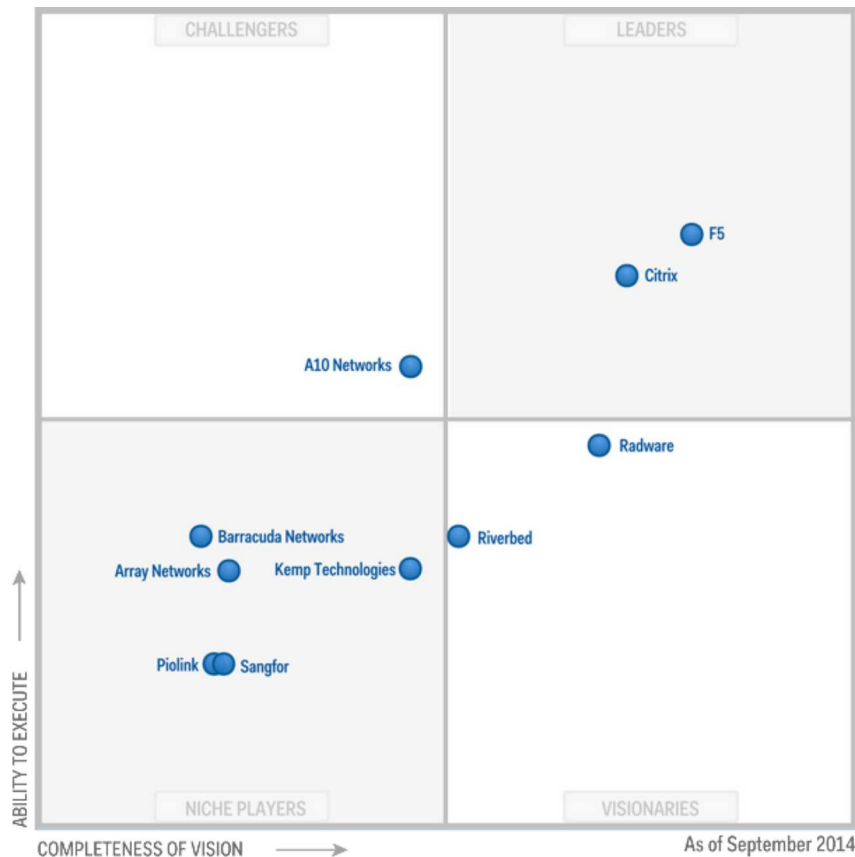 CHALLENGERS
LEADERS
F5
Citrix
A10 Networks
Radware
Barracuda Networks
Riverbed
Array Networks
Kemp Technologies
Piolink
Sangfor
ABILITY TO EXECUTE
NICHE PLAYERS
VISIONARIES
COMPLETENESS OF VISION
As of September 2014